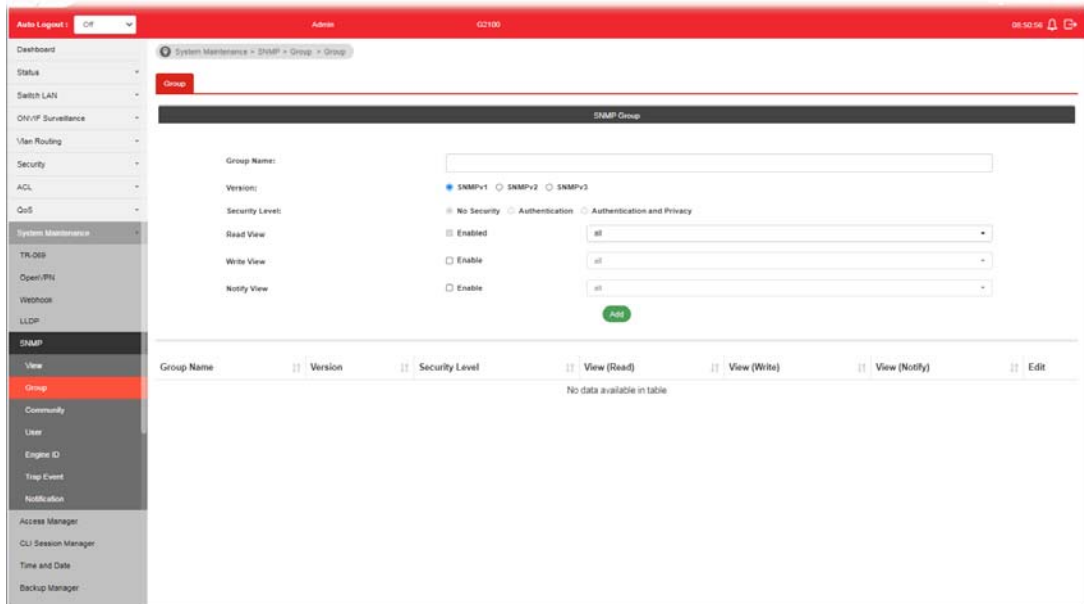 Auto Logout : Off Admin G2100 08:50:56
Dashboard
Status
Switch LAN
ONVIF Surveillance
Vlan Routing
Security
ACL
QoS
System Maintenance
TR-069
OpenVPN
Webhook
LLDP
SNMP
View
Group
Community
User
Engine ID
Trap Event
Notification
Access Manager
CLI Session Manager
Time and Date
Backup Manager
System Maintenance > SNMP > Group > Group
Group
SNMP Group
Group Name:
Version: SNMPv1 SNMPv2 SNMPv3
Security Level: No Security Authentication Authentication and Privacy
Read View Enabled all
Write View Enable all
Notify View Enable all
Add
Group Name Version Security Level View (Read) View (Write) View (Notify) Edit
No data available in table